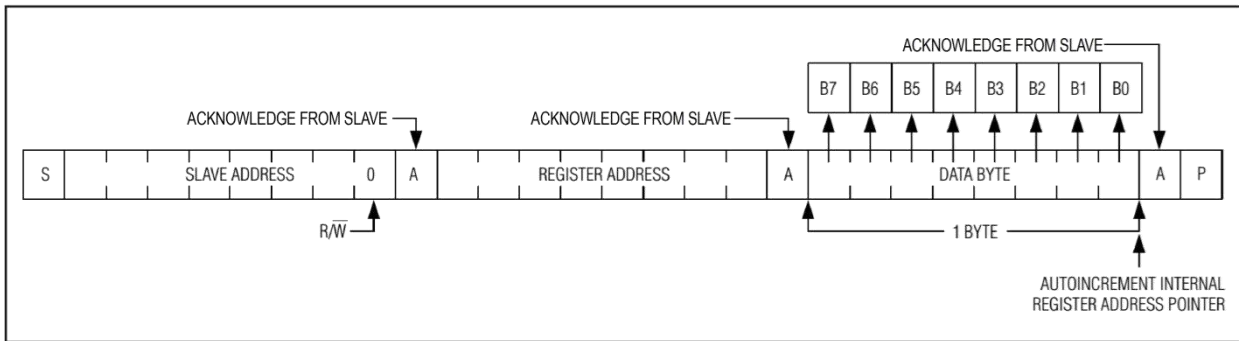 ACKNOWLEDGE FROM SLAVE
B7 B6 B5 B4 B3 B2 B1 B0
ACKNOWLEDGE FROM SLAVE ACKNOWLEDGE FROM SLAVE
S SLAVE ADDRESS 0 A REGISTER ADDRESS A DATA BYTE A P
R/W̅ 1 BYTE
AUTOINCREMENT INTERNAL
REGISTER ADDRESS POINTER